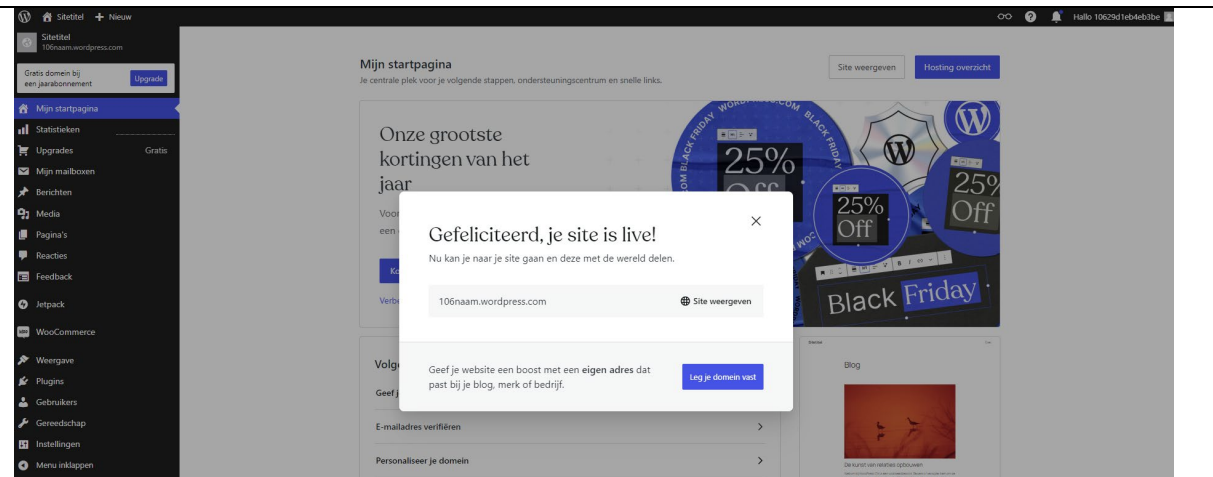 Sitetitel
Nieuw
Hallo 10629d1eb4eb3be
Sitetitel
106naam.wordpress.com
Gratis domein bij
een jaarabonnement
Upgrade
Mijn startpagina
Statistieken
Upgrades Gratis
Mijn mailboxen
Berichten
Media
Pagina's
Reacties
Feedback
Jetpack
WooCommerce
Weergave
Plugins
Gebruikers
Gereedschap
Instellingen
Menu inklappen
Mijn startpagina
Je centrale plek voor je volgende stappen, ondersteuningscentrum en snelle links.
Site weergeven
Hosting overzicht
Onze grootste
kortingen van het
jaar
25%
Off
25%
Off
25%
Off
Black Friday
Gefeliciteerd, je site is live!
Nu kan je naar je site gaan en deze met de wereld delen.
106naam.wordpress.com
Site weergeven
Geef je website een boost met een eigen adres dat
past bij je blog, merk of bedrijf.
Leg je domein vast
E-mailadres verifiëren
Personaliseer je domein
Blog
De kunst van relaties opbouwen